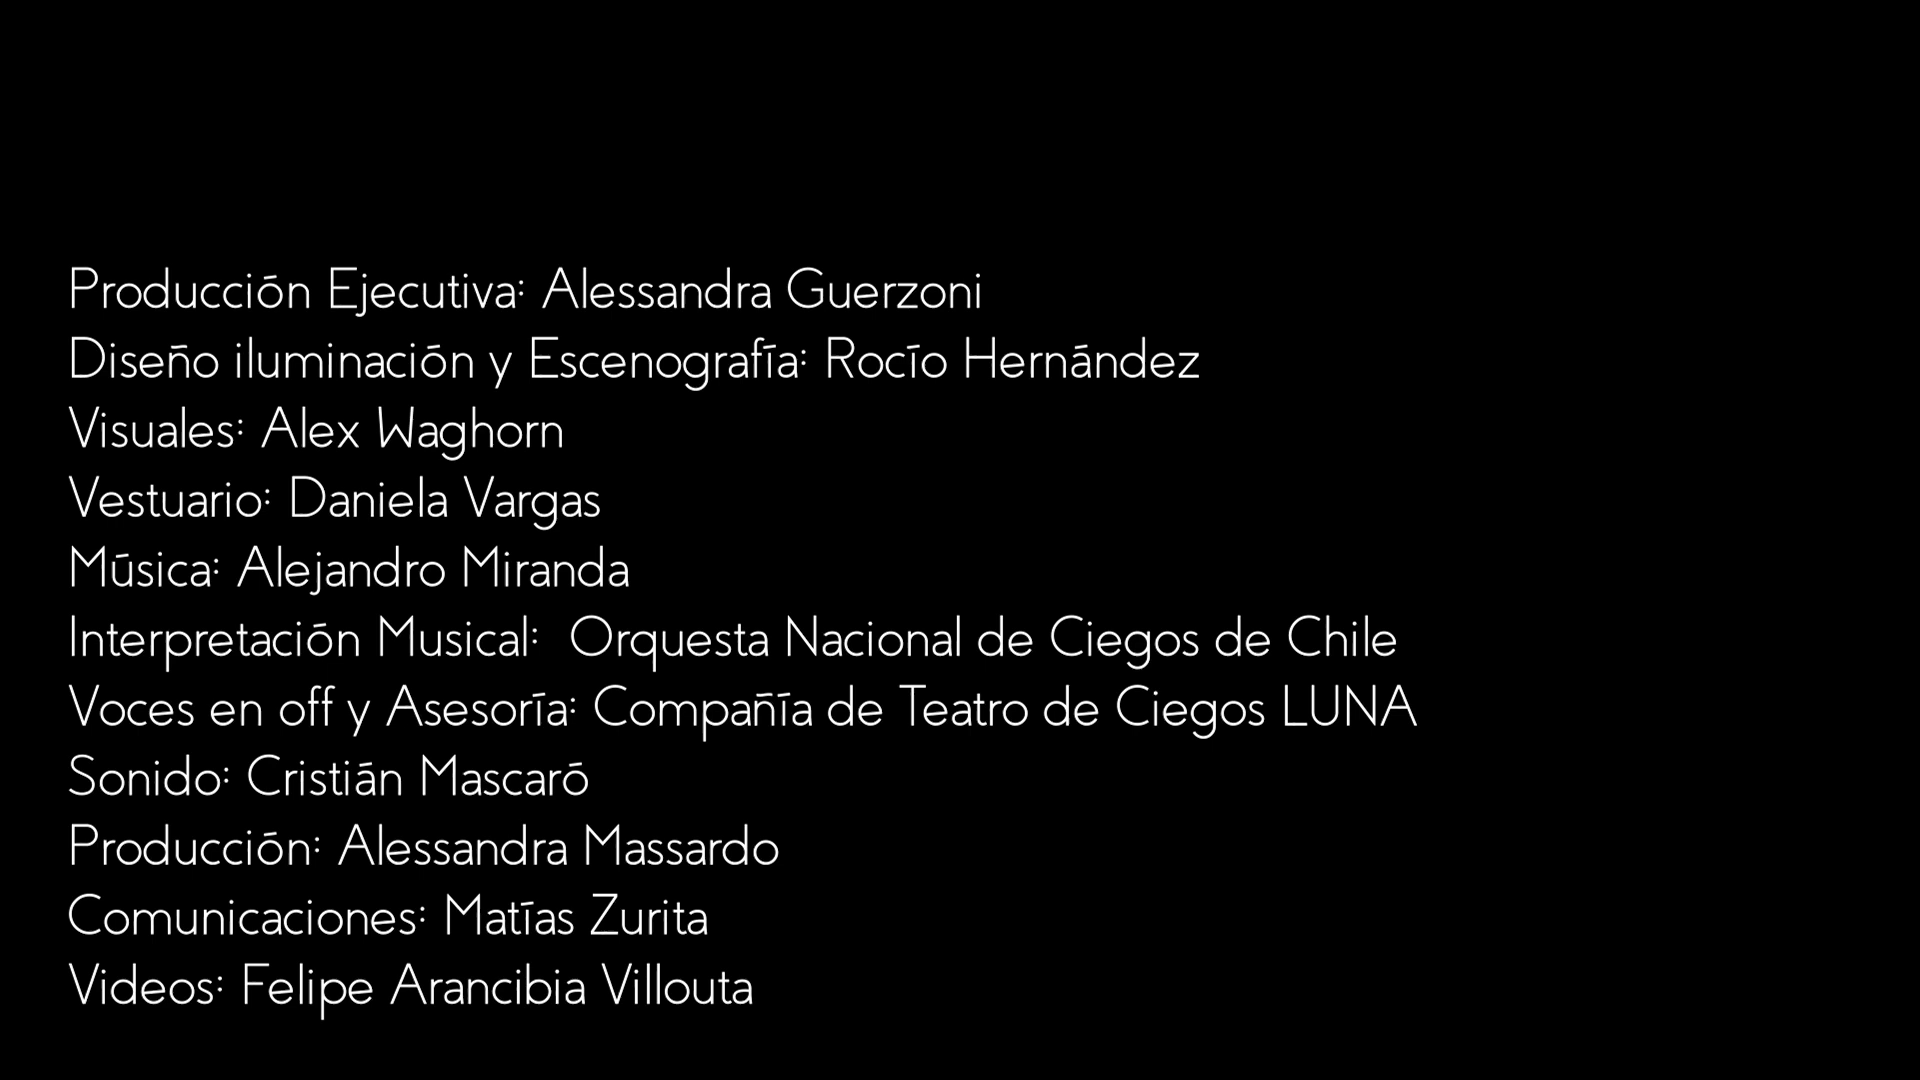 Producción Ejecutiva: Alessandra Guerzoni
Diseño iluminación y Escenografía: Rocío Hernández
Visuales: Alex Waghorn
Vestuario: Daniela Vargas
Música: Alejandro Miranda
Interpretación Musical:  Orquesta Nacional de Ciegos de Chile
Voces en off y Asesoría: Compañía de Teatro de Ciegos LUNA
Sonido: Cristián Mascaró
Producción: Alessandra Massardo
Comunicaciones: Matías Zurita
Videos: Felipe Arancibia Villouta